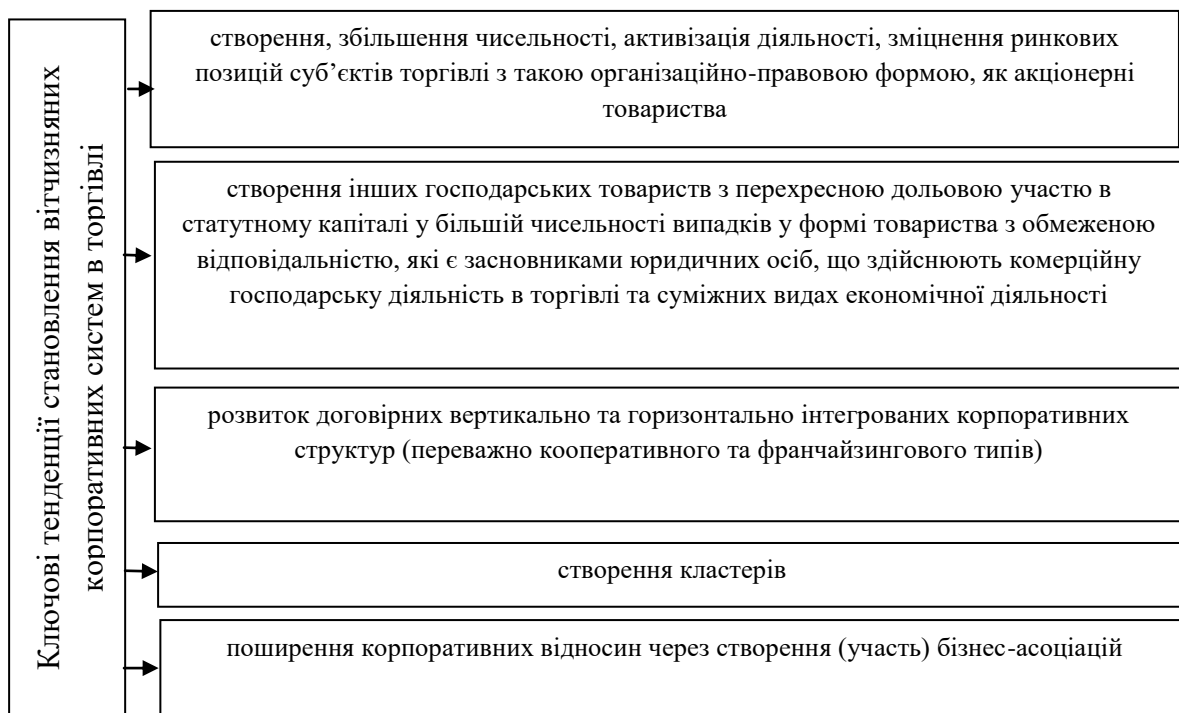 Ключові тенденції становлення вітчизняних
корпоративних систем в торгівлі
створення, збільшення чисельності, активізація діяльності, зміцнення ринкових
позицій суб’єктів торгівлі з такою організаційно-правовою формою, як акціонерні
товариства
створення інших господарських товариств з перехресною дольовою участю в
статутному капіталі у більшій чисельності випадків у формі товариства з обмеженою
відповідальністю, які є засновниками юридичних осіб, що здійснюють комерційну
господарську діяльність в торгівлі та суміжних видах економічної діяльності
розвиток договірних вертикально та горизонтально інтегрованих корпоративних
структур (переважно кооперативного та франчайзингового типів)
створення кластерів
поширення корпоративних відносин через створення (участь) бізнес-асоціацій